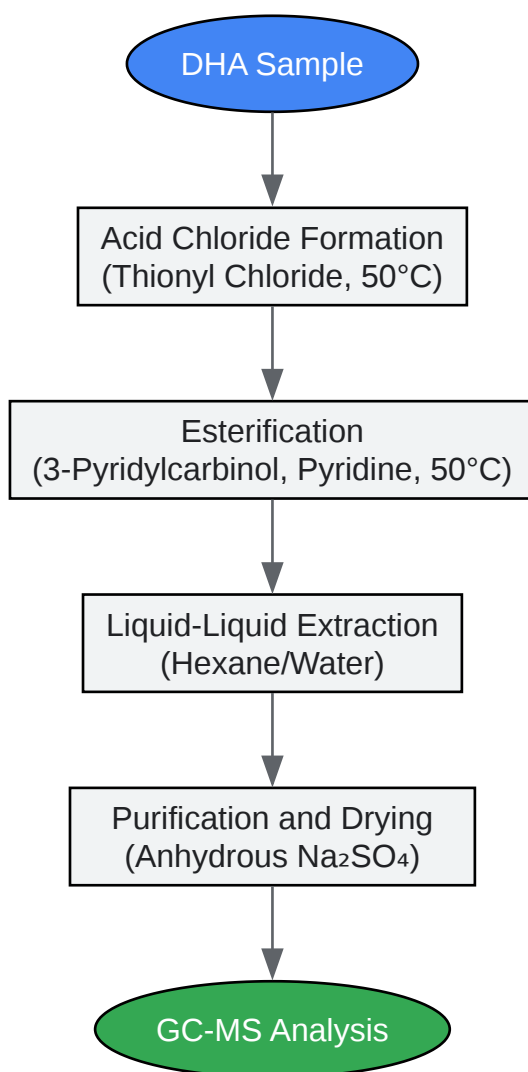 DHA Sample
Acid Chloride Formation
(Thionyl Chloride, 50°C)
Esterification
(3-Pyridylcarbinol, Pyridine, 50°C)
Liquid-Liquid Extraction
(Hexane/Water)
Purification and Drying
(Anhydrous Na₂SO₄)
GC-MS Analysis